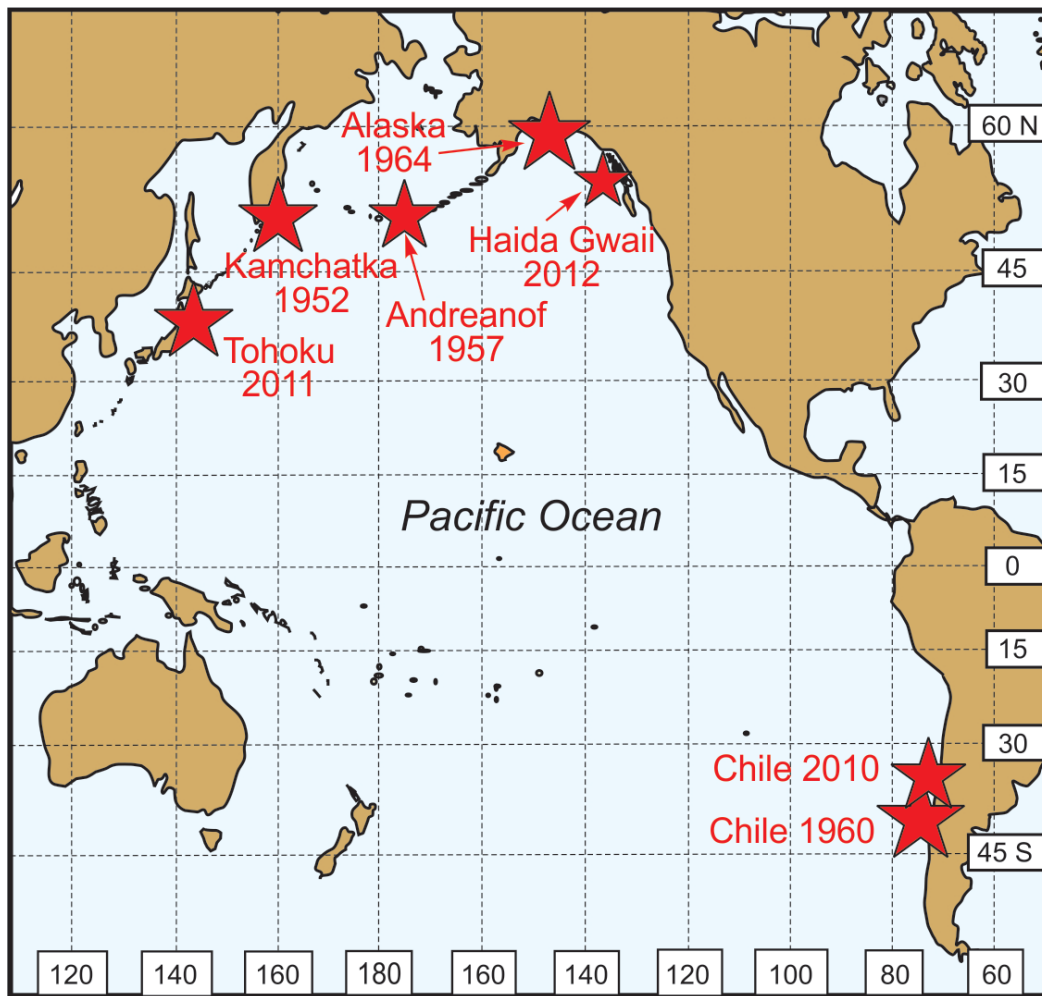 Alaska
1964
60 N
Haida Gwaii
2012
Kamchatka
1952
45
Andreanof
1957
Tohoku
2011
30
15
Pacific Ocean
0
15
30
Chile 2010
Chile 1960
45 S
120
140
160
180
160
140
120
100
80
60